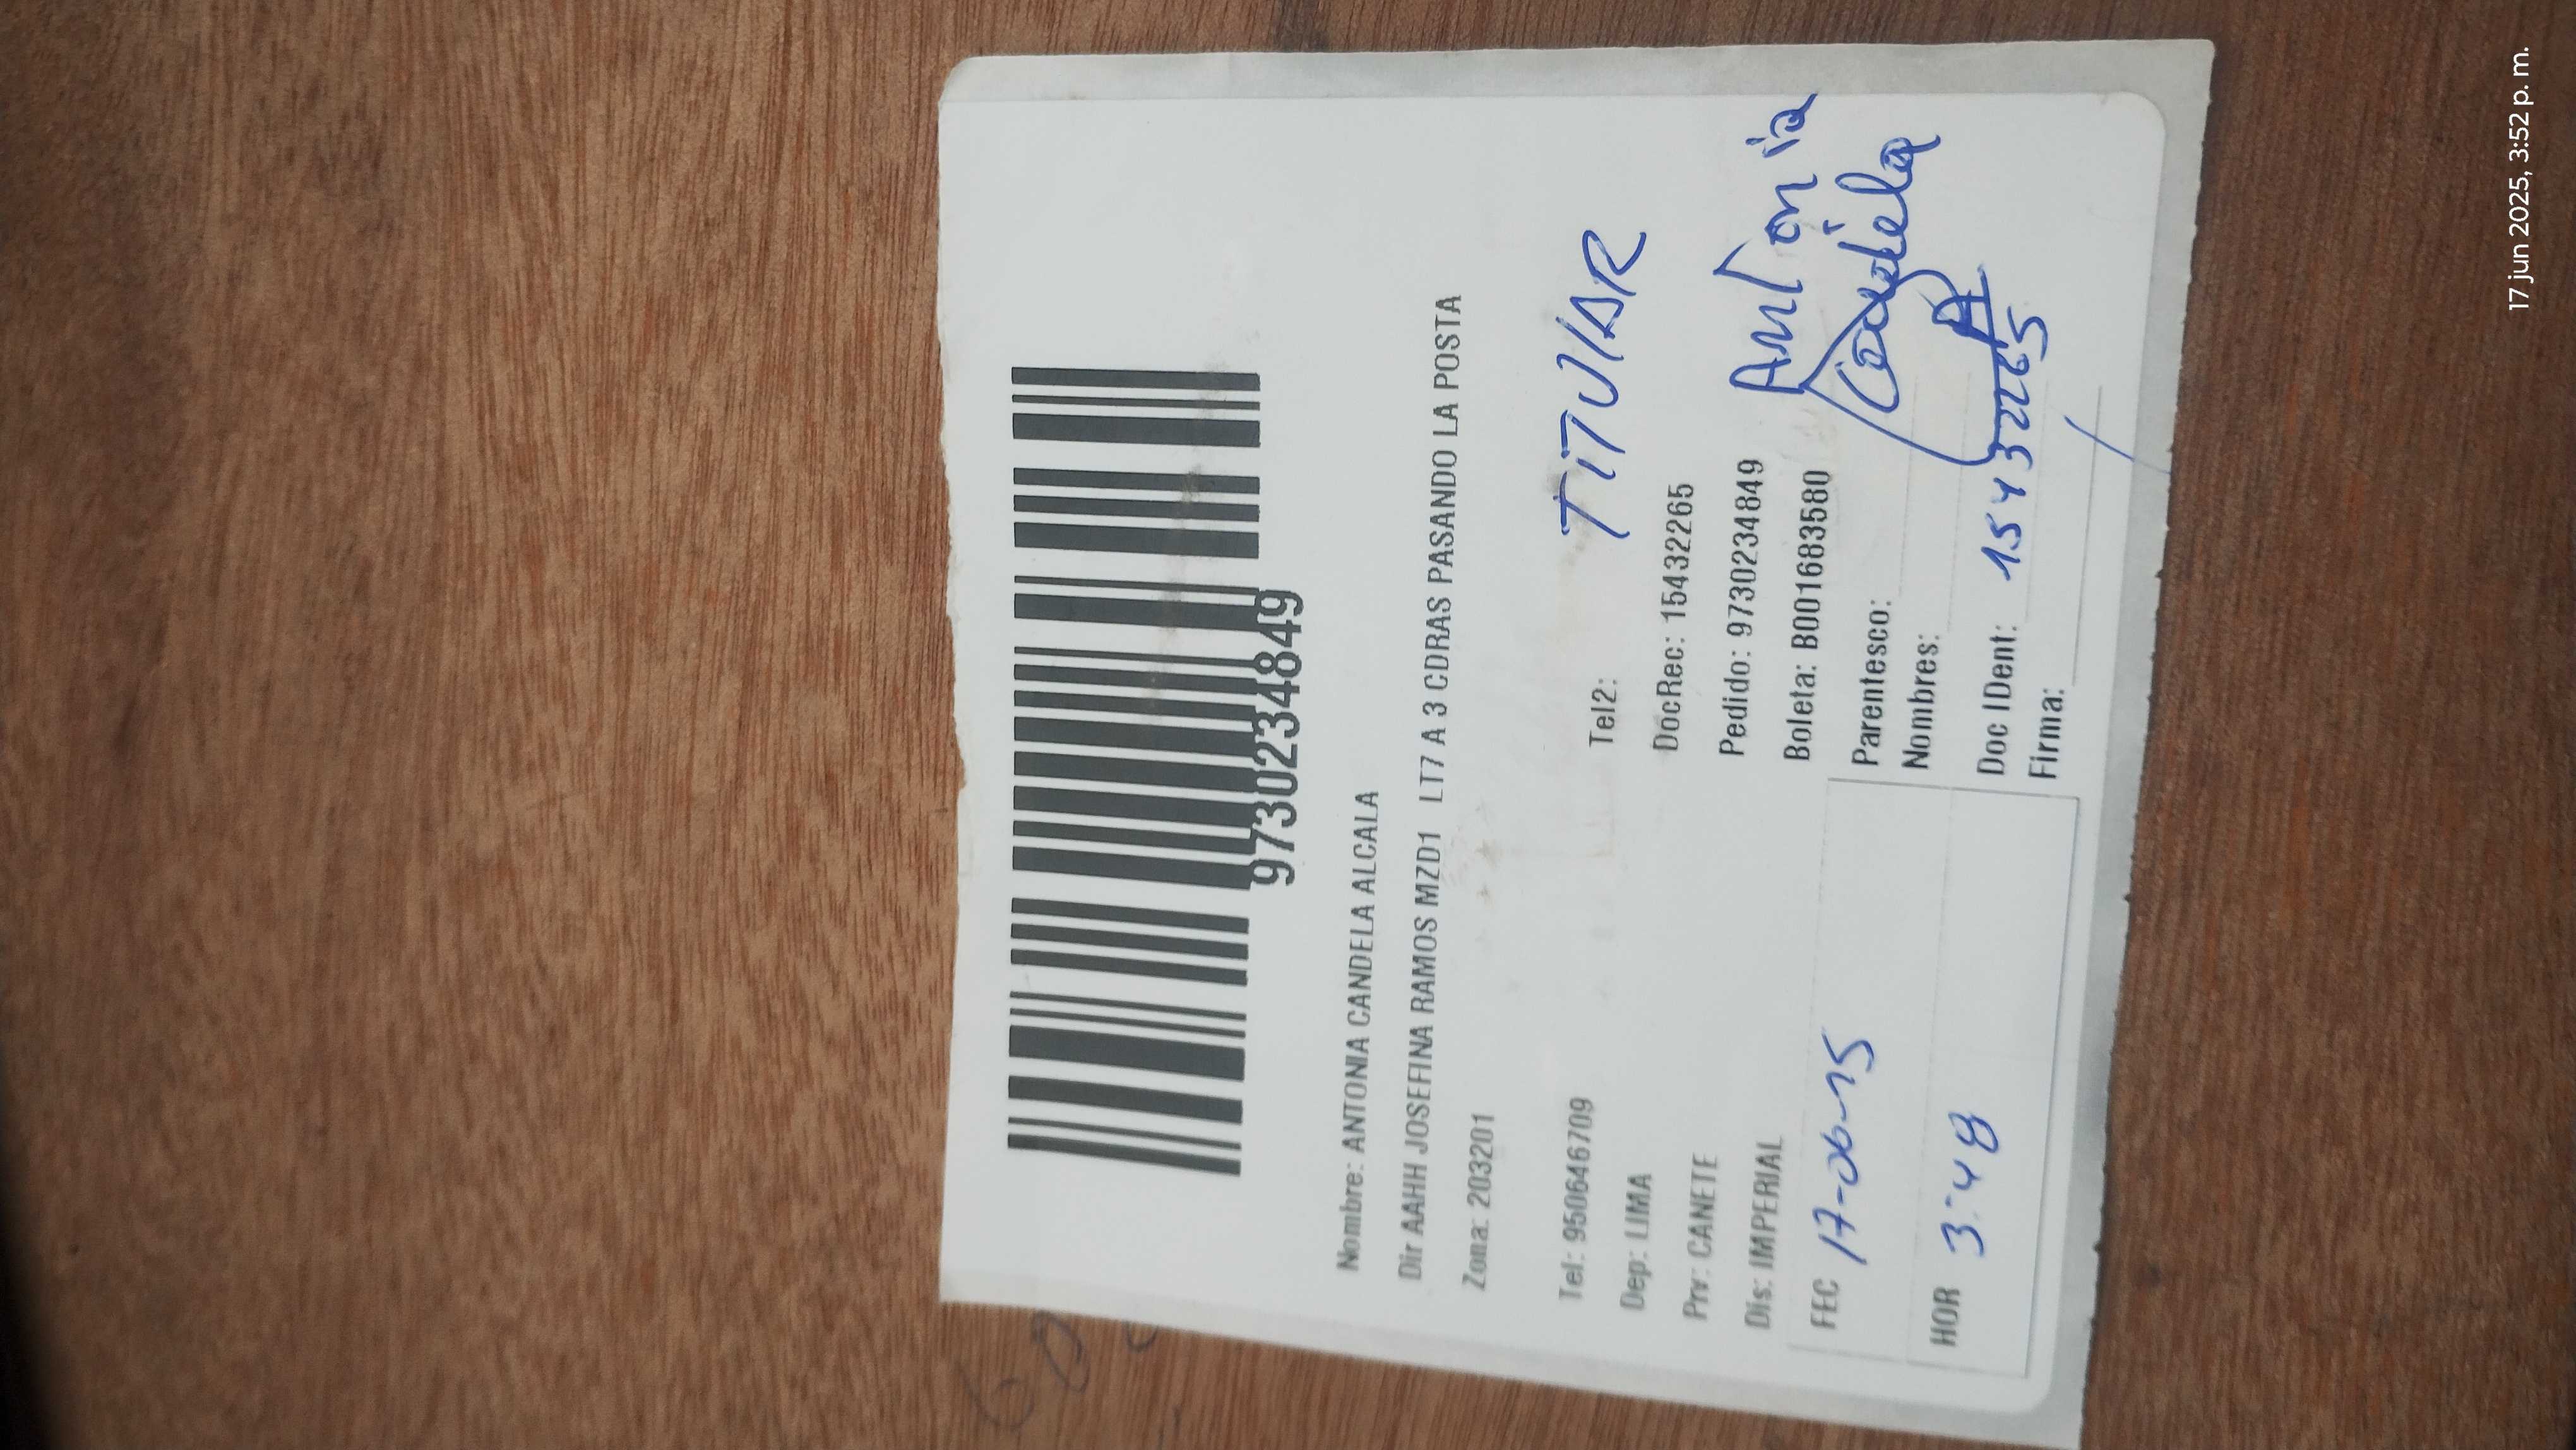 9730234849
Nombre: ANTONIA CANDELA ALCALA
Dir AAHH JOSEFINA RAMOS MZD1 LT7 A 3 CDRAS PASANDO LA POSTA
Zona: 203201
Tel: 950646709
Dep: LIMA
Prv: CANETE
Dis: IMPERIAL
FEC 17-06-25
HOR 3:48
Tel2:
TiTULAR
DocRec: 15432265
Pedido: 9730234849
Boleta: B001683580
Parentesco:
Nombres:
Antonia
Candela
Doc IDent: 15432265
Firma:
17 jun 2025, 3:52 p. m.